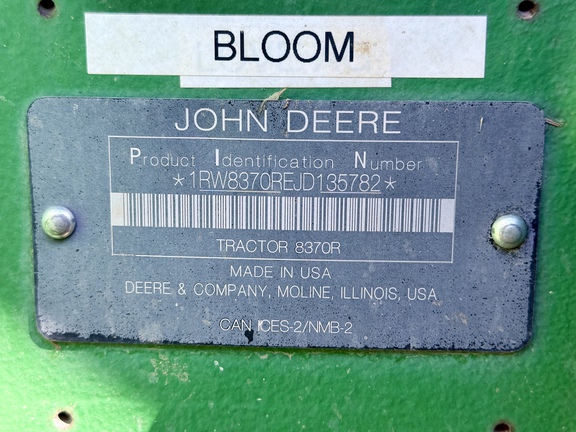 BLOOM
JOHN DEERE
Product Identification Number
*1RW8370REJD135782*
TRACTOR 8370R
MADE IN USA
DEERE & COMPANY, MOLINE, ILLINOIS, USA
CAN ICES-2/NMB-2